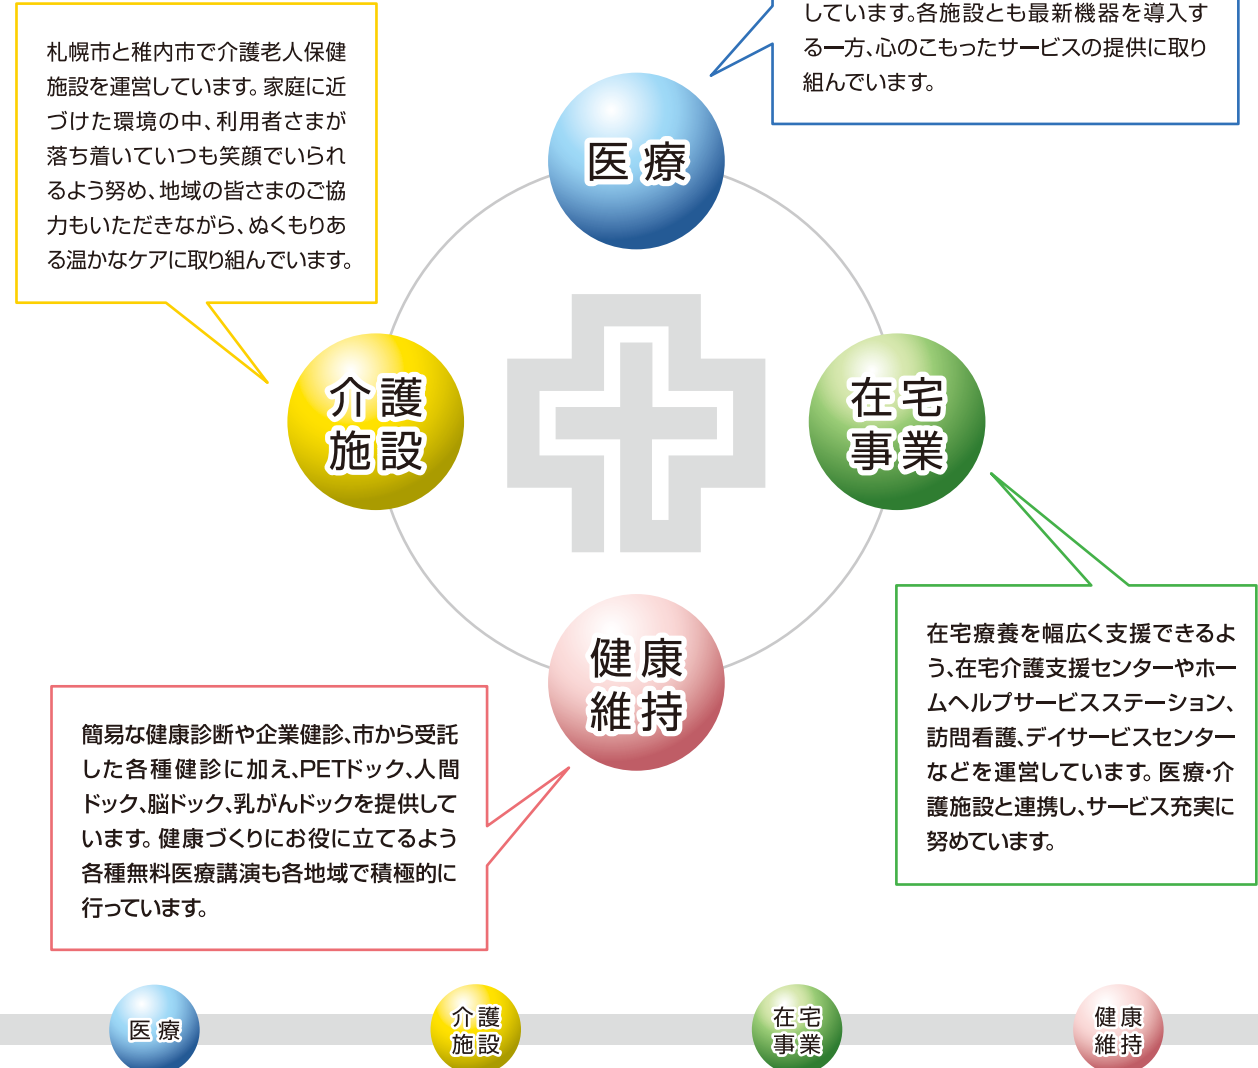 しています。各施設とも最新機器を導入す
る一方、心のこもったサービスの提供に取り
組んでいます。
札幌市と稚内市で介護老人保健
施設を運営しています。家庭に近
づけた環境の中、利用者さまが
落ち着いていつも笑顔でいられ
るよう努め、地域の皆さまのご協
力もいただきながら、ぬくもりあ
る温かなケアに取り組んでいます。
医療
介護
施設
在宅
事業
健康
維持
在宅療養を幅広く支援できるよ
う、在宅介護支援センターやホー
ムヘルプサービスステーション、
訪問看護、デイサービスセンター
などを運営しています。医療・介
護施設と連携し、サービス充実に
努めています。
簡易な健康診断や企業健診、市から受託
した各種健診に加え、PETドック、人間
ドック、脳ドック、乳がんドックを提供して
います。健康づくりにお役に立てるよう
各種無料医療講演も各地域で積極的に
行っています。
医療
介護
施設
在宅
事業
健康
維持